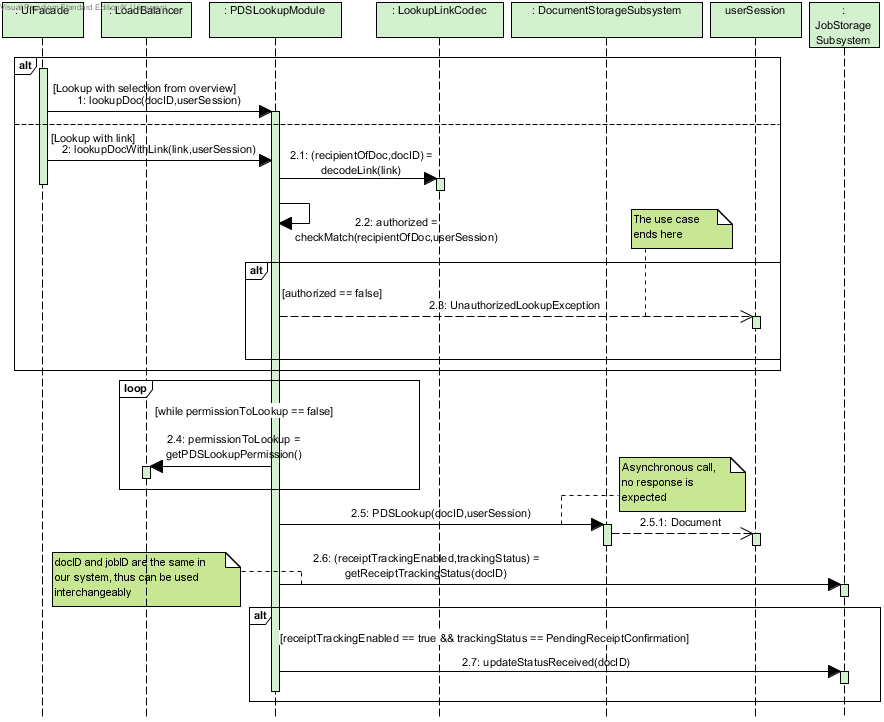 : UIFacade
: LoadBalancer
: PDSLookupModule
: LookupLinkCodec
: DocumentStorageSubsystem
userSession
:
JobStorage
Subsystem
alt
[Lookup with selection from overview]
1: lookupDoc(docID,userSession)
[Lookup with link]
2: lookupDocWithLink(link,userSession)
2.1: (recipientOfDoc,docID) =
decodeLink(link)
2.2: authorized =
checkMatch(recipientOfDoc,userSession)
The use case
ends here
alt
[authorized == false]
2.3: UnauthorizedLookupException
loop
[while permissionToLookup == false]
2.4: permissionToLookup =
getPDSLookupPermission()
Asynchronous call,
no response is
expected
2.5: PDSLookup(docID,userSession)
2.5.1: Document
docID and jobID are the same in
our system, thus can be used
interchangeably
2.6: (receiptTrackingEnabled,trackingStatus) =
getReceiptTrackingStatus(docID)
alt
[receiptTrackingEnabled == true && trackingStatus == PendingReceiptConfirmation]
2.7: updateStatusReceived(docID)